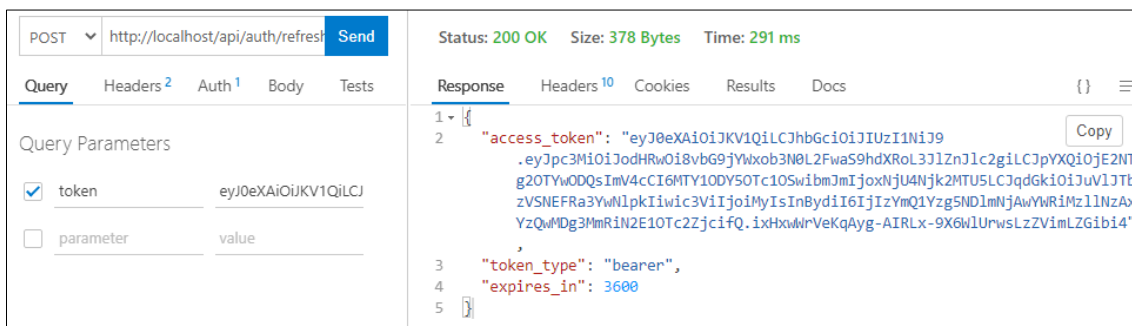 POST http://localhost/api/auth/refresh Send
Query Headers 2 Auth 1 Body Tests
Query Parameters
token eyJ0eXAiOiJKV1QiLCJ
parameter value
Status: 200 OK Size: 378 Bytes Time: 291 ms
Response Headers 10 Cookies Results Docs {}
Copy
1 {
2 "access_token": "eyJ0eXAiOiJKV1QiLCJhbGciOiJIUzI1NiJ9
.eyJpc3MiOiJodHRwOi8vbG9jYWxob3N0L2FwaS9hdXRoL3JlZnJlc2giLCJpYXQiOjE2NT
g2OTYwODQsImV4cCI6MTY1ODY5OTc1OSwibmJmIjoxNjU4Njk2MTU5LCJqdGkiOiJuVlJTb
zVSNEFRa3YwNlpkIiwic3ViIjoiMyIsInBydiI6IjIzYmQ1Yzg5NDlmNjAwYWRiMzllNzAx
YzQwMDg3MmRiN2E1OTc2ZjcifQ.ixHxwWrVeKqAyg-AIRLx-9X6WlUrwsLzZVimLZGibi4"
,
3 "token_type": "bearer",
4 "expires_in": 3600
5 }